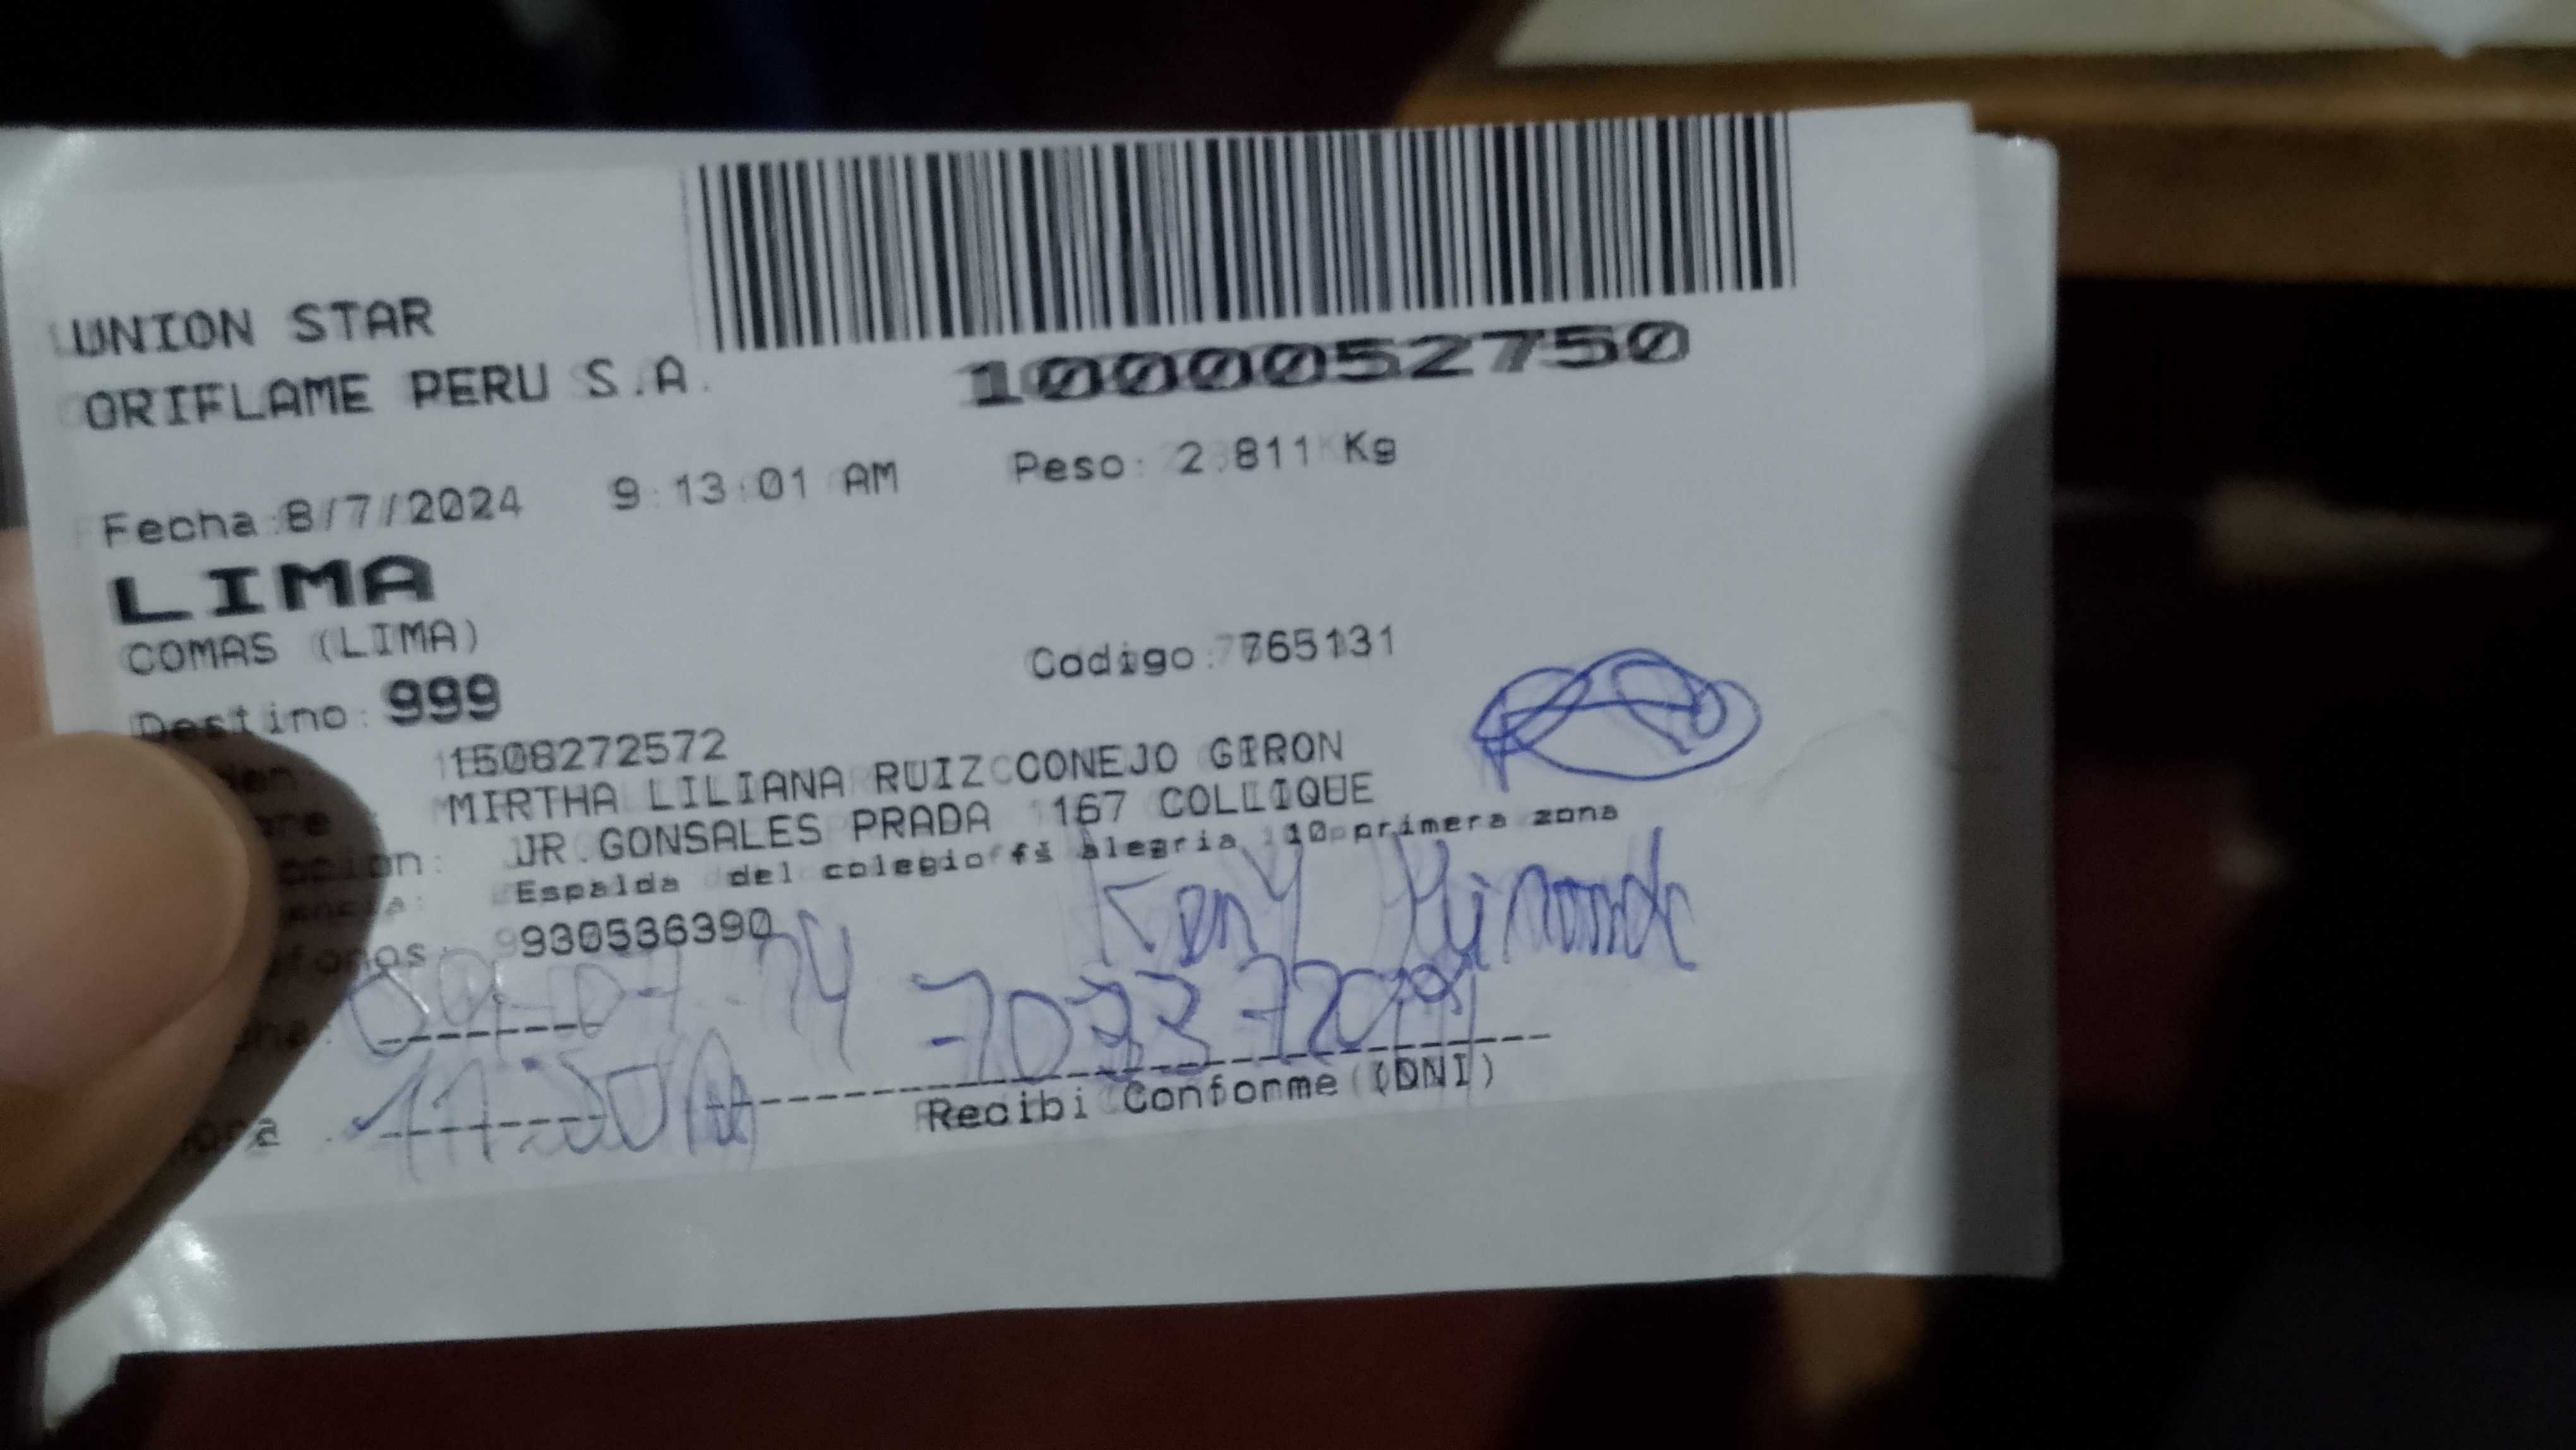 UNION STAR
ORIFLAME PERU S.A.
1000052750
Fecha:8/7/2024 9:13:01 AM Peso: 2.811 Kg
LIMA
COMAS (LIMA)
Codigo:765131
Destino: 999
1508272572
MIRTHA LILIANA RUIZ CONEJO GIRON
JR.GONSALES PRADA 167 COLLIQUE
Espalda del colegio alegria 10 primera zona
930536390
Keny
Recibi Conforme (DNI)